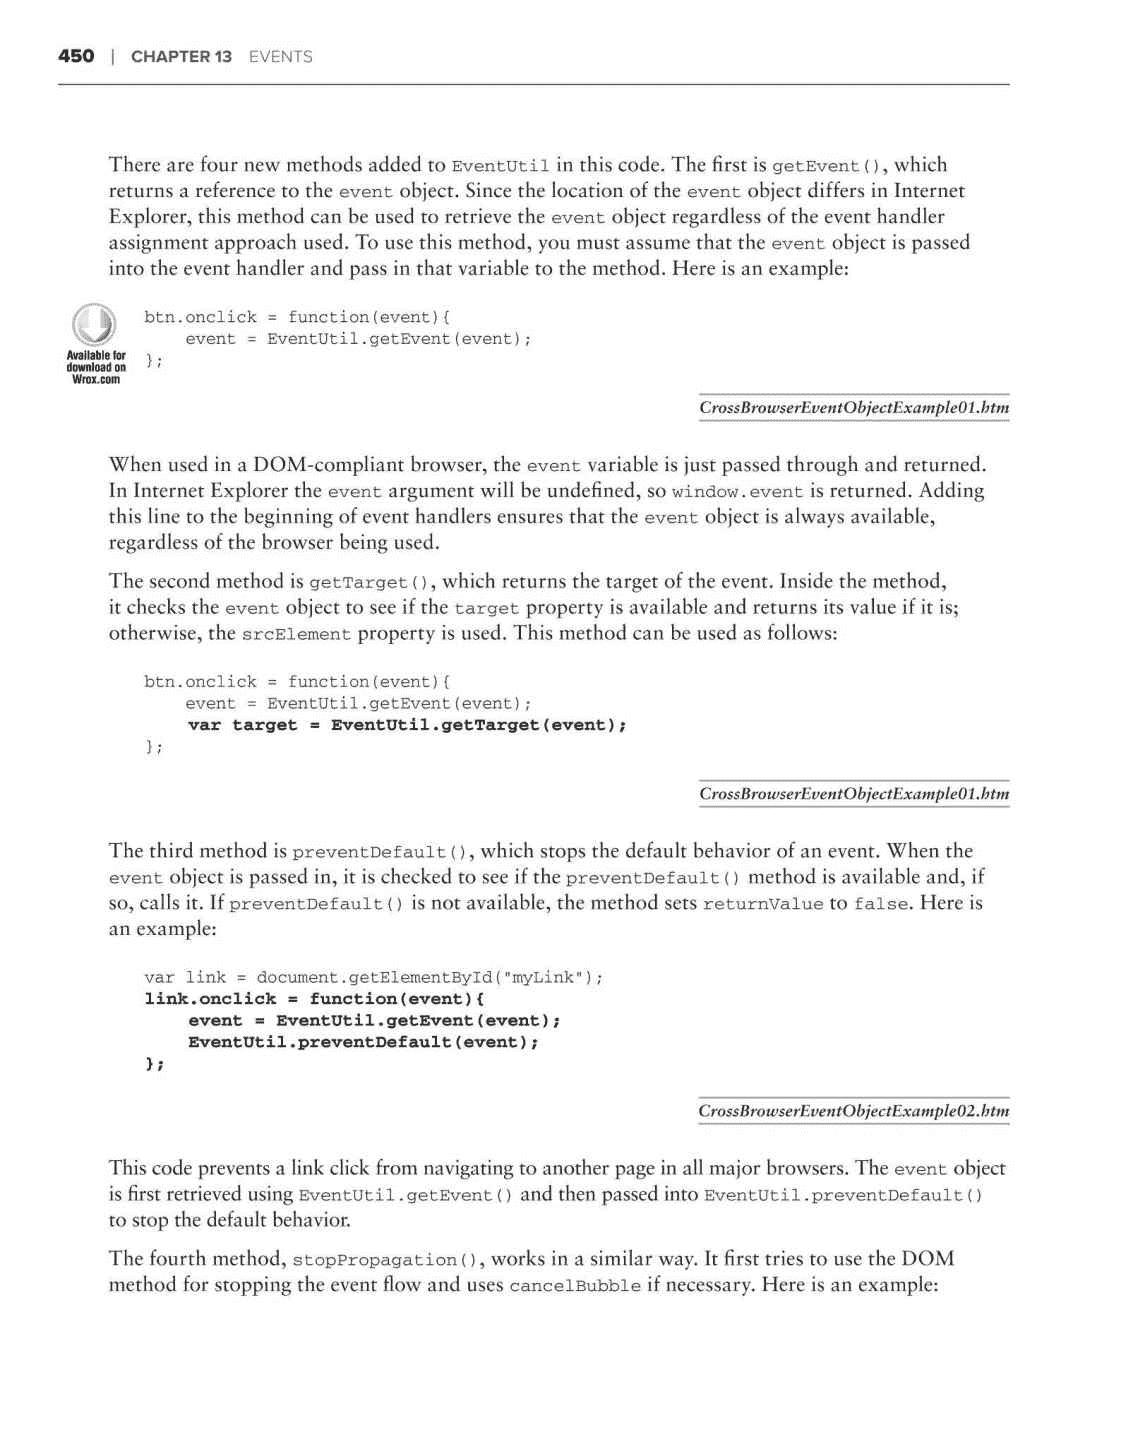 450 | CHAPTER 13 EVENTS
There are four new methods added to EventUtil in this code. The first is getEvent(), which
returns a reference to the event object. Since the location of the event object differs in Internet
Explorer, this method can be used to retrieve the event object regardless of the event handler
assignment approach used. To use this method, you must assume that the event object is passed
into the event handler and pass in that variable to the method. Here is an example:
btn.onclick = function(event){
    event = EventUtil.getEvent(event);
};
Available for
download on
Wrox.com
CrossBrowserEventObjectExample01.htm
When used in a DOM-compliant browser, the event variable is just passed through and returned.
In Internet Explorer the event argument will be undefined, so window.event is returned. Adding
this line to the beginning of event handlers ensures that the event object is always available,
regardless of the browser being used.
The second method is getTarget(), which returns the target of the event. Inside the method,
it checks the event object to see if the target property is available and returns its value if it is;
otherwise, the srcElement property is used. This method can be used as follows:
btn.onclick = function(event){
    event = EventUtil.getEvent(event);
    var target = EventUtil.getTarget(event);
};
CrossBrowserEventObjectExample01.htm
The third method is preventDefault(), which stops the default behavior of an event. When the
event object is passed in, it is checked to see if the preventDefault() method is available and, if
so, calls it. If preventDefault() is not available, the method sets returnValue to false. Here is
an example:
var link = document.getElementById("myLink");
link.onclick = function(event){
    event = EventUtil.getEvent(event);
    EventUtil.preventDefault(event);
};
CrossBrowserEventObjectExample02.htm
This code prevents a link click from navigating to another page in all major browsers. The event object
is first retrieved using EventUtil.getEvent() and then passed into EventUtil.preventDefault()
to stop the default behavior.
The fourth method, stopPropagation(), works in a similar way. It first tries to use the DOM
method for stopping the event flow and uses cancelBubble if necessary. Here is an example: